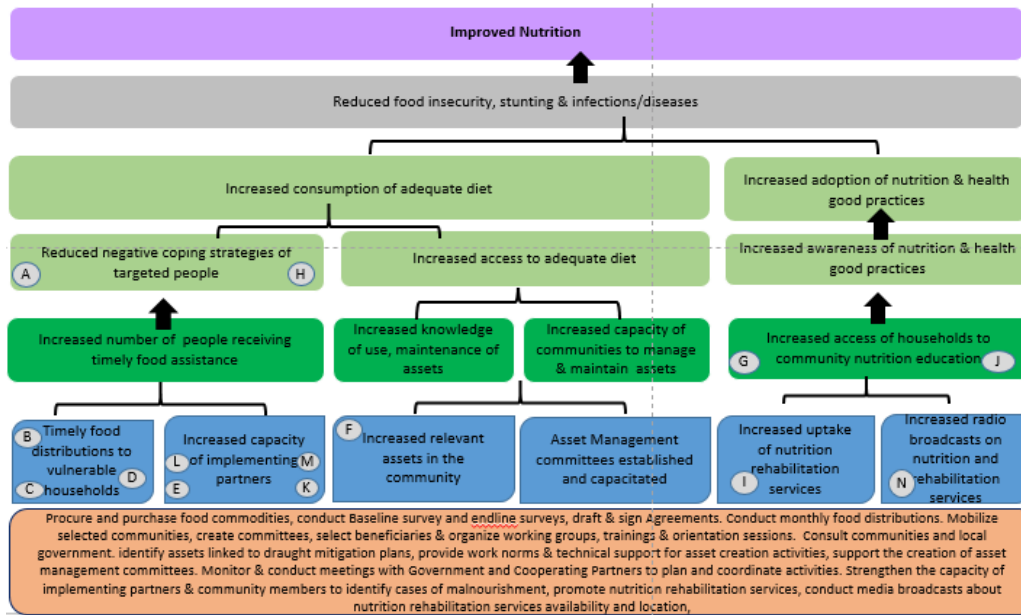 Improved Nutrition
Reduced food insecurity, stunting & infections/diseases
Increased consumption of adequate diet
Increased adoption of nutrition & health
good practices
Reduced negative coping strategies of
targeted people
A
H
Increased access to adequate diet
Increased awareness of nutrition & health
good practices
Increased number of people receiving
timely food assistance
Increased knowledge
of use, maintenance of
assets
Increased capacity of
communities to manage
& maintain assets
Increased access of households to
community nutrition education
G
J
B
Timely food
distributions to
vulnerable
households
D
C
Increased capacity
of implementing
partners
L
M
E
K
F
Increased relevant
assets in the
community
Asset Management
committees established
and capacitated
Increased uptake
of nutrition
rehabilitation
services
I
Increased radio
broadcasts on
nutrition and
rehabilitation
services
N
Procure and purchase food commodities, conduct Baseline survey and endline surveys, draft & sign Agreements. Conduct monthly food distributions. Mobilize
selected communities, create committees, select beneficiaries & organize working groups, trainings & orientation sessions. Consult communities and local
government. identify assets linked to draught mitigation plans, provide work norms & technical support for asset creation activities, support the creation of asset
management committees. Monitor & conduct meetings with Government and Cooperating Partners to plan and coordinate activities. Strengthen the capacity of
implementing partners & community members to identify cases of malnourishment, promote nutrition rehabilitation services, conduct media broadcasts about
nutrition rehabilitation services availability and location,